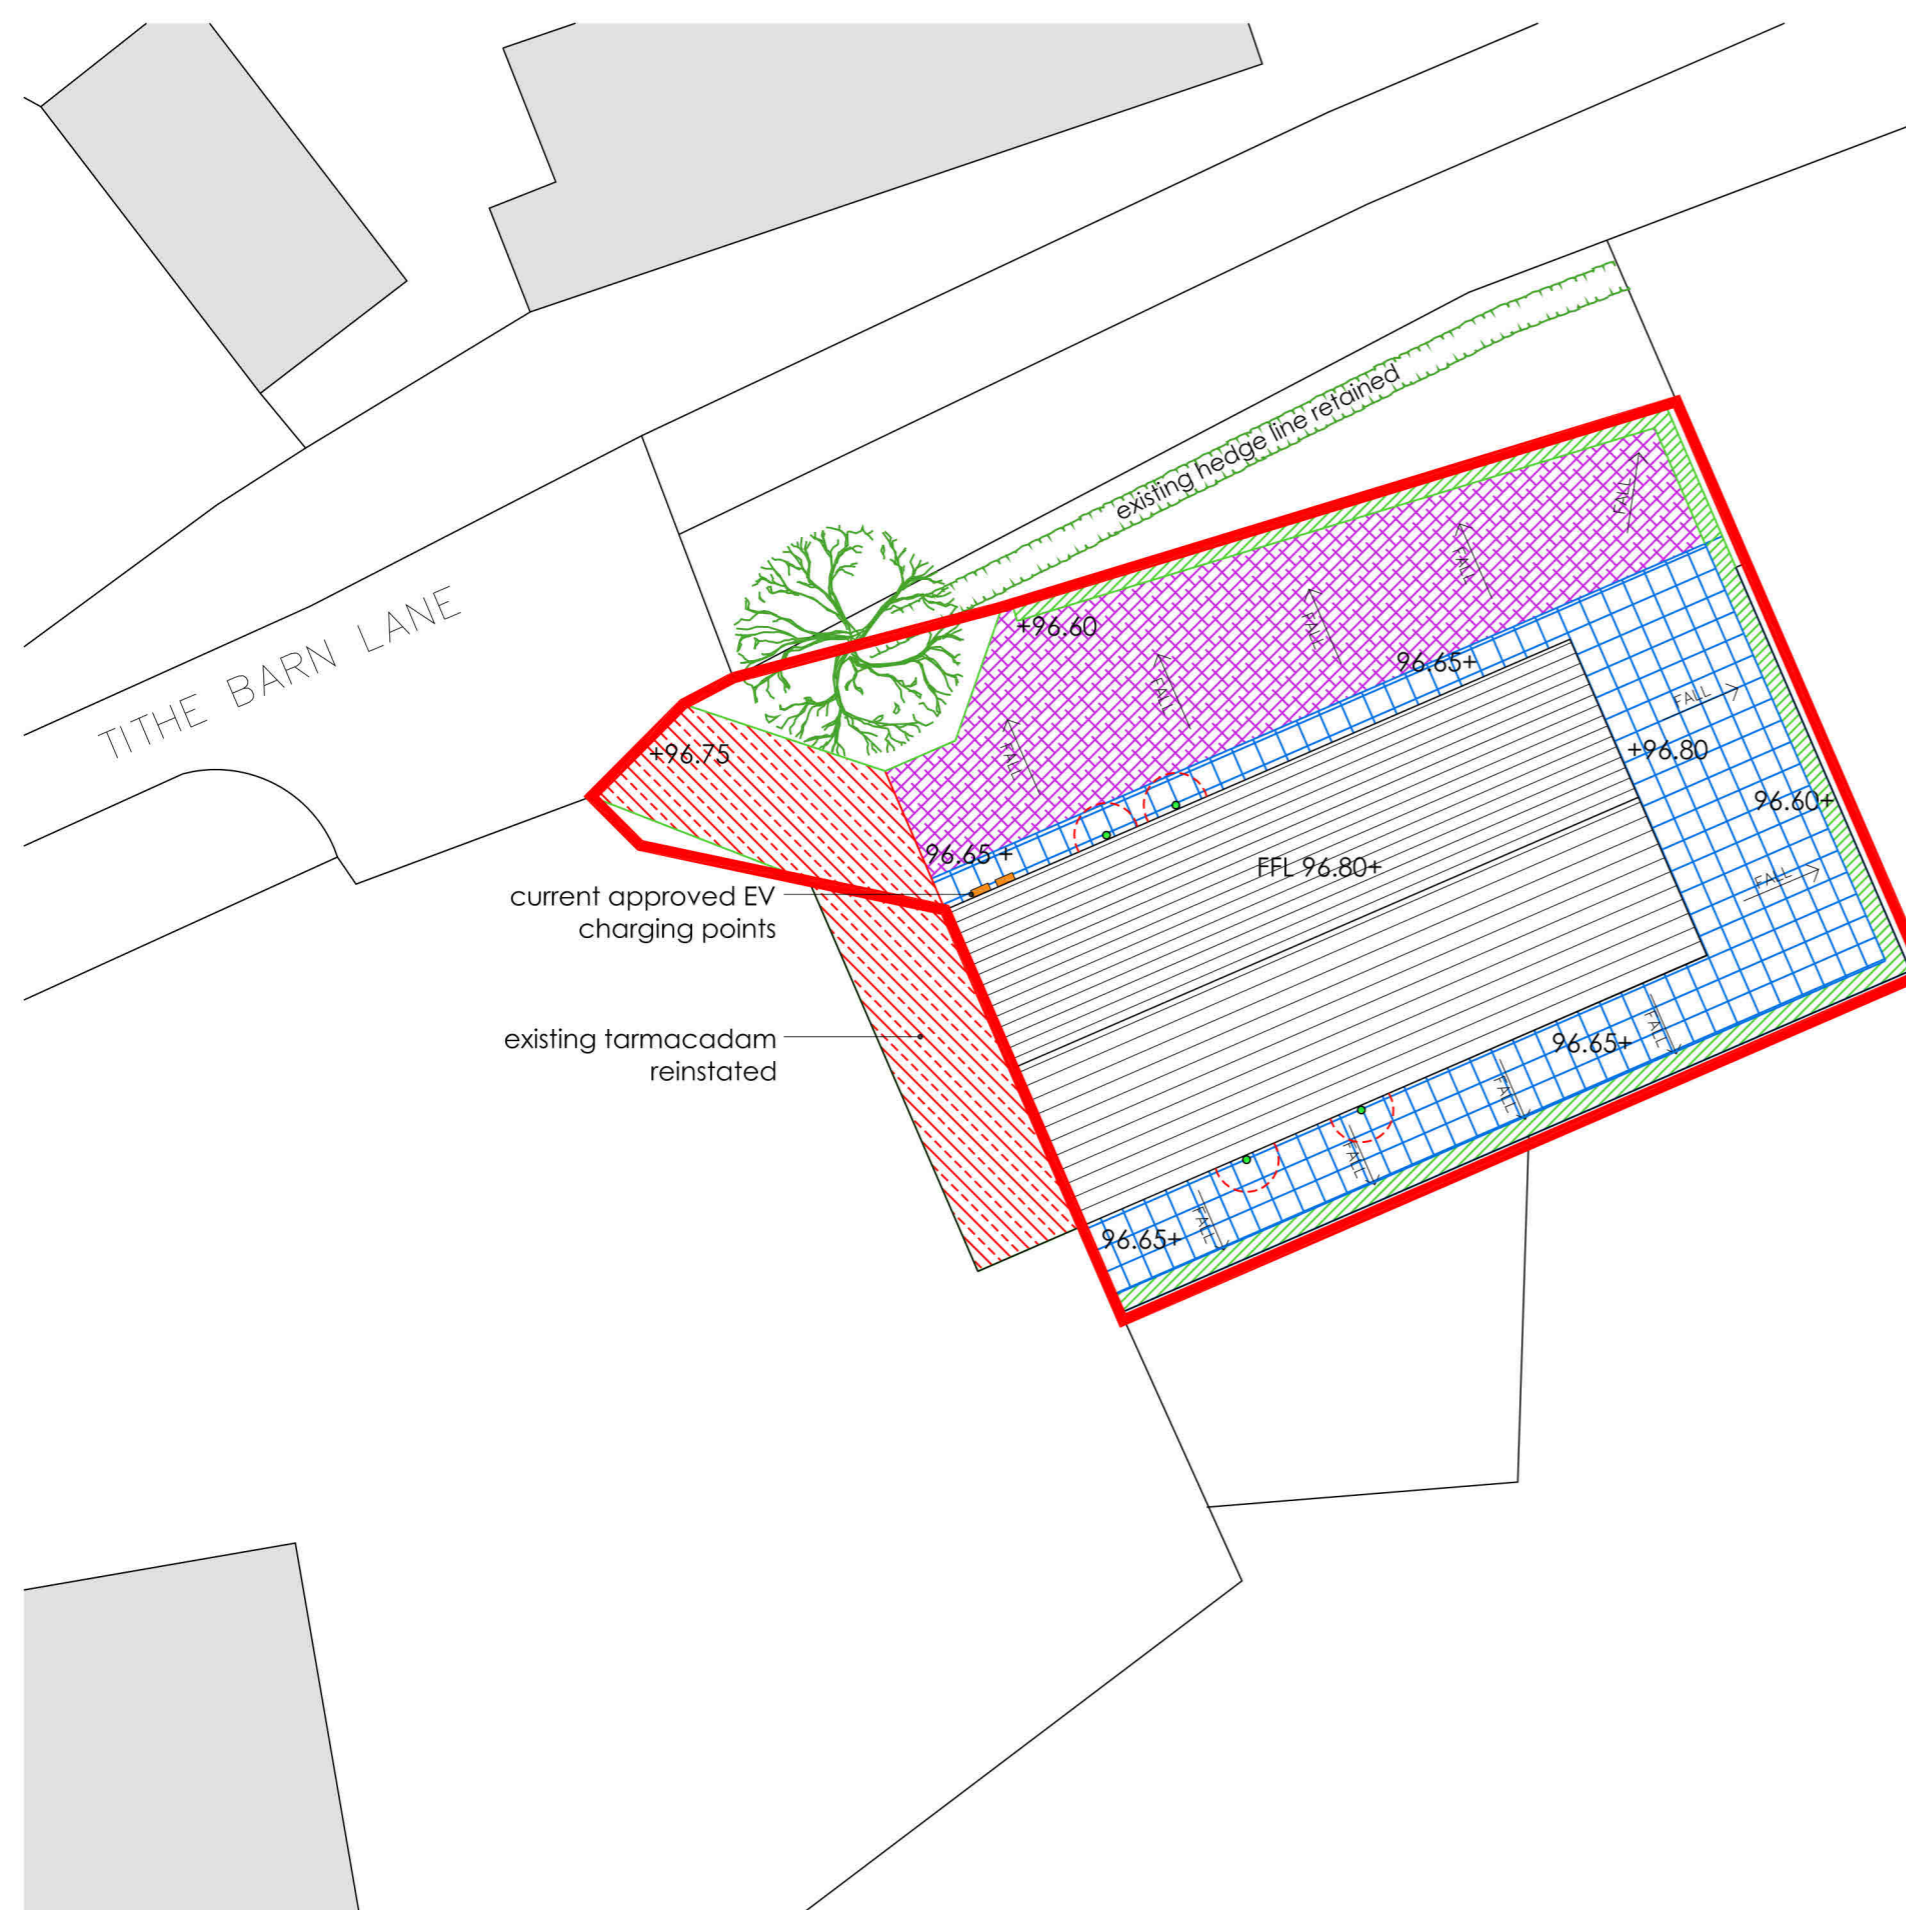 existing hedge line retained
FALL
FALL
FALL
FALL
FALL
TITHE BARN LANE
+96.60
96.65+
FALL
+96.75
+96.80
96.60+
96.65 +
FFL 96.80+
FALL
current approved EV
charging points
existing tarmacadam
reinstated
FALL
96.65+
FALL
FALL
FALL
96.65+